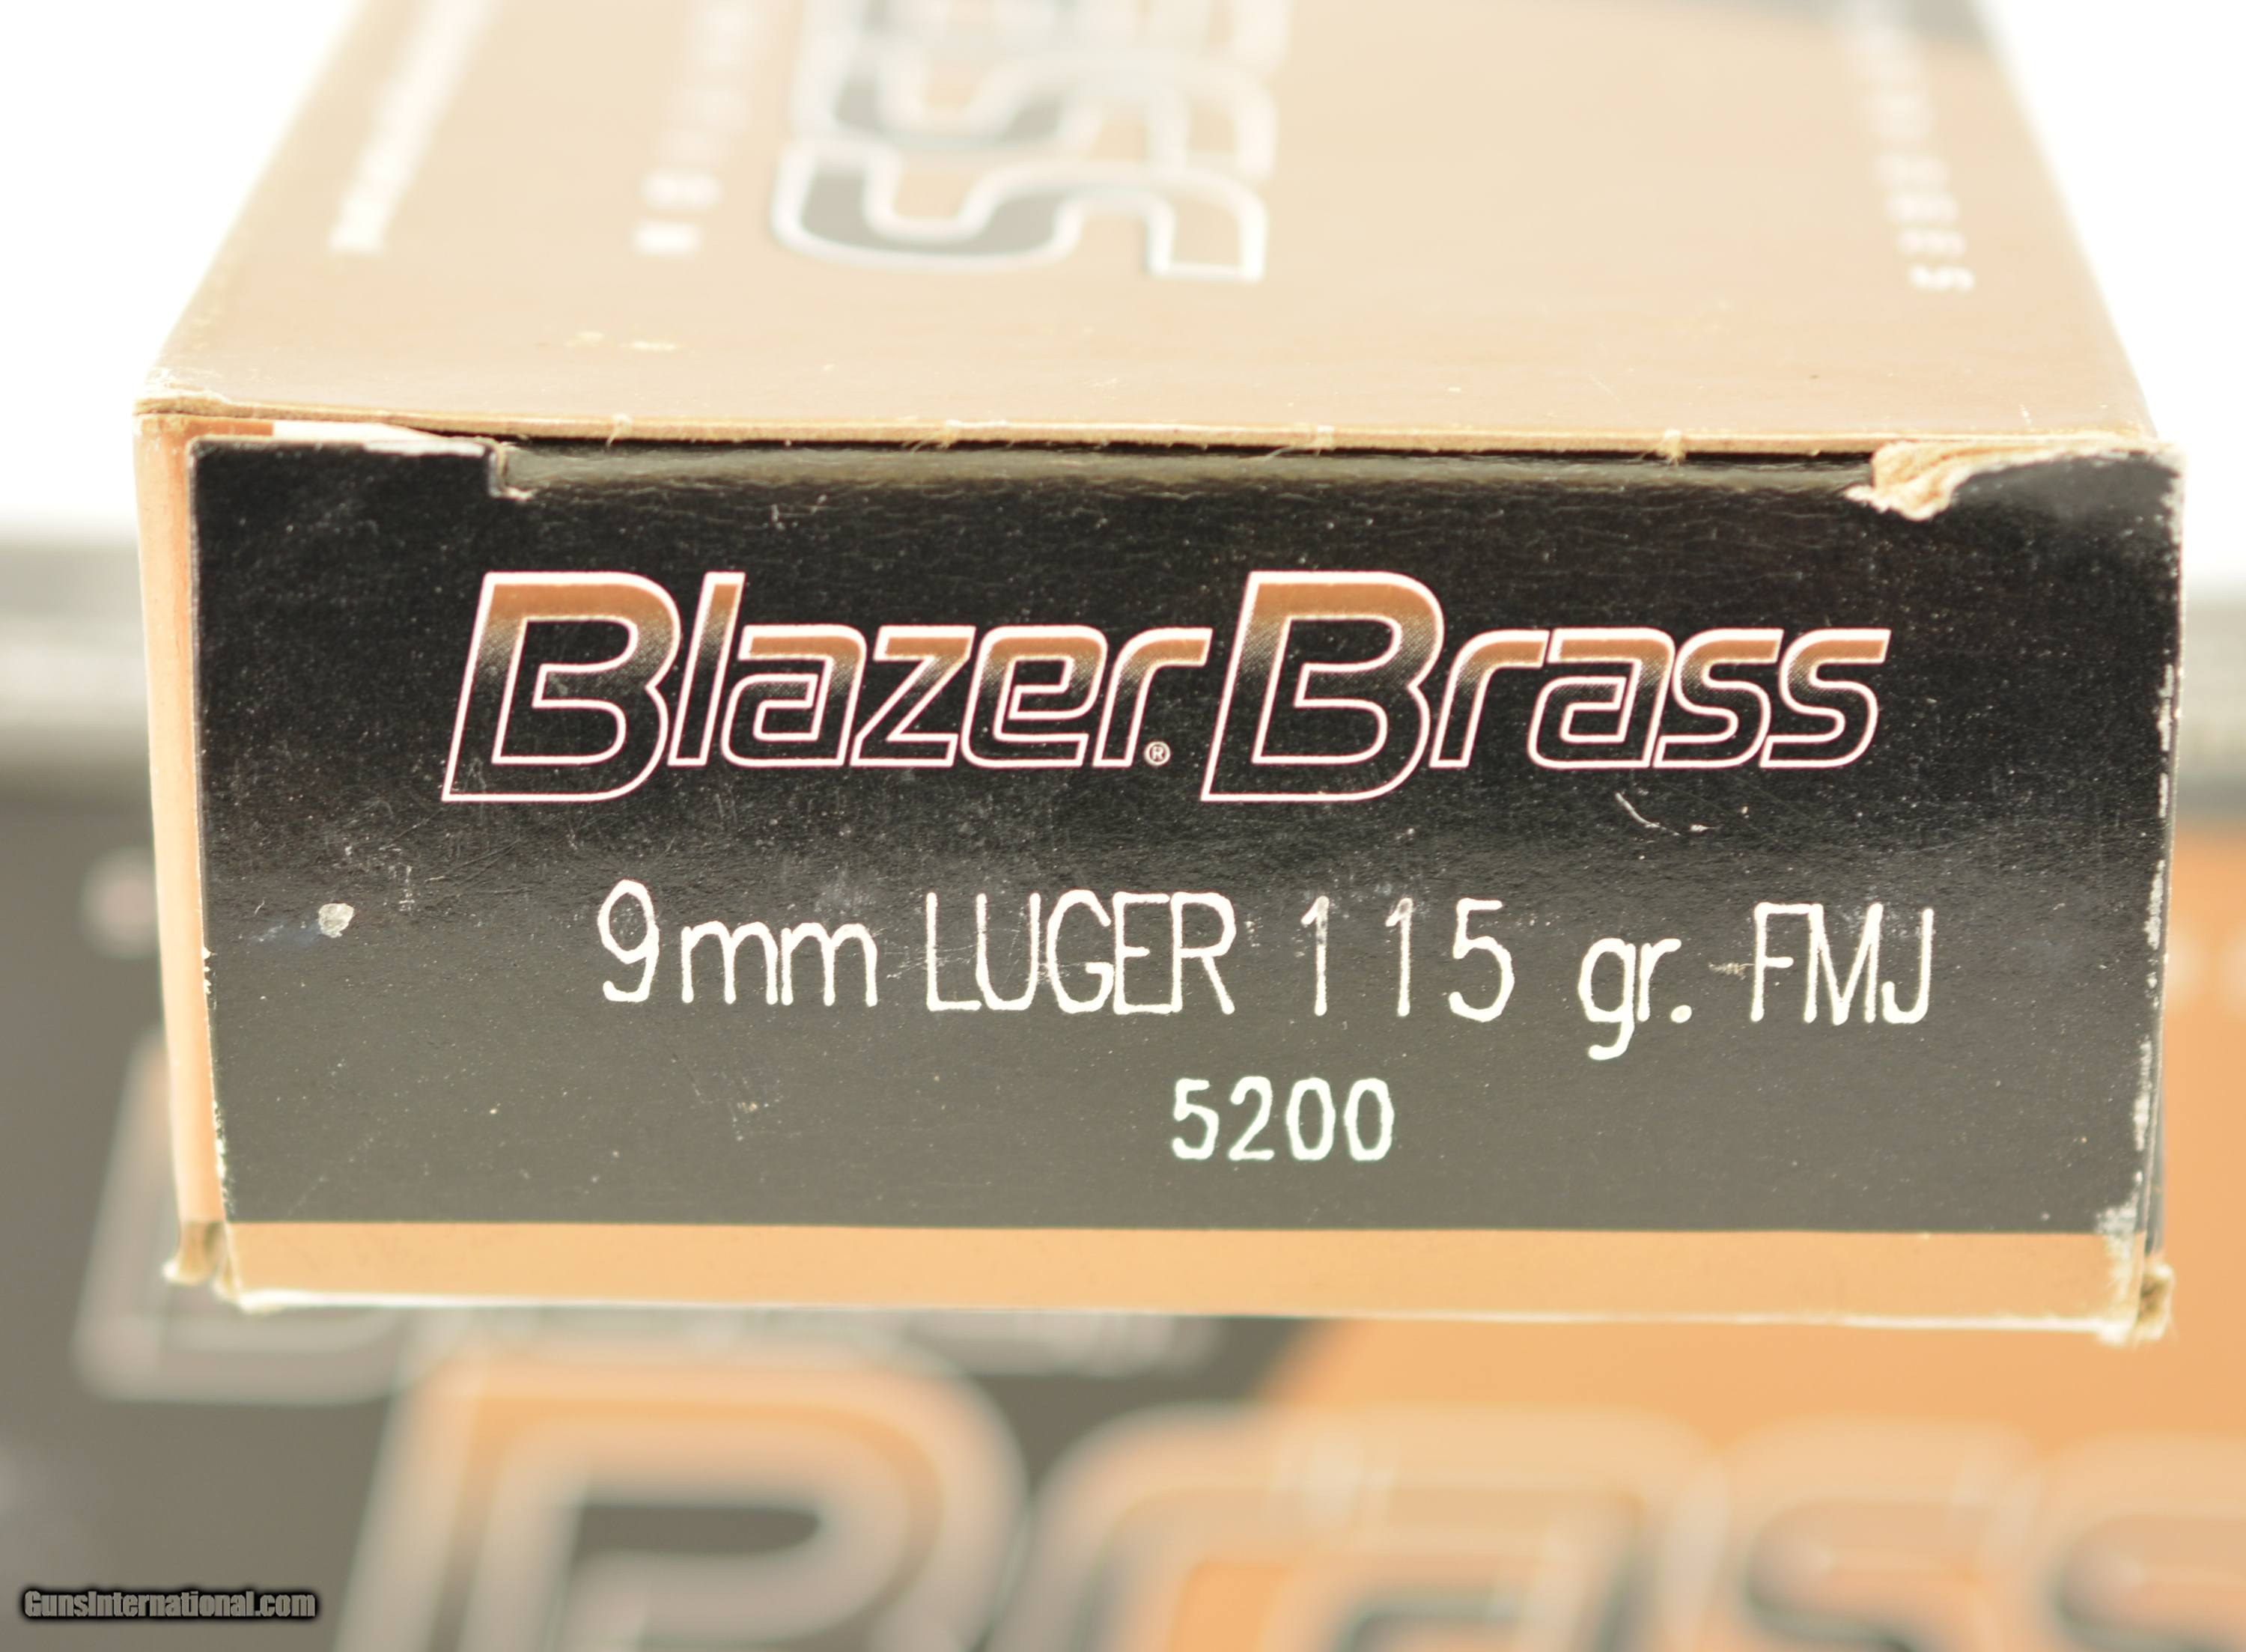 Blazer® Brass
9mm LUGER 115 gr. FMJ
5200
GunsInternational.com